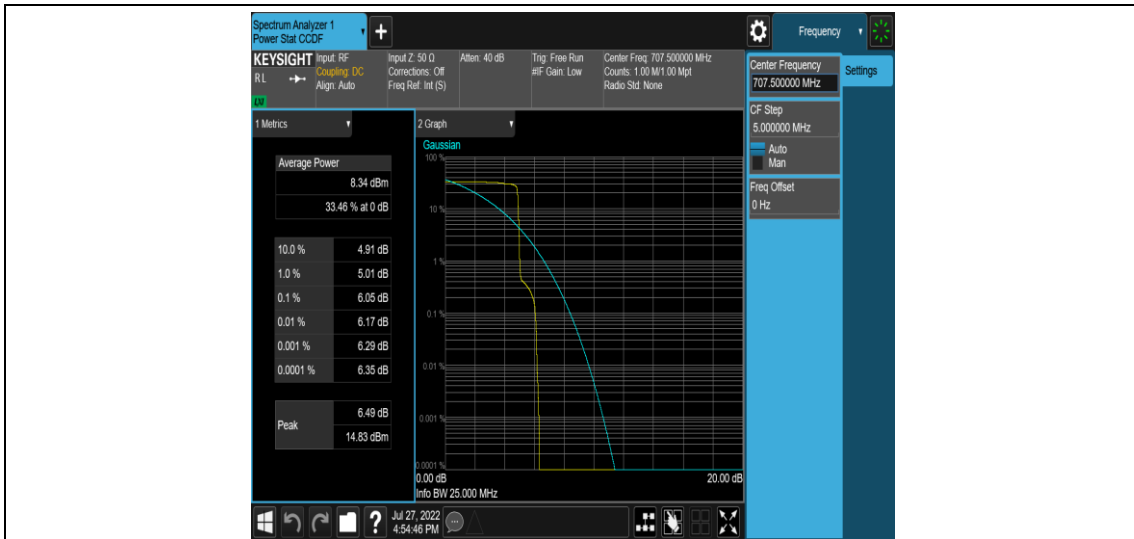 Spectrum Analyzer 1
Power Stat CCDF
+
Frequency
KEYSIGHT
RL
LM
Input: RF
Coupling: DC
Align: Auto
Input Z: 50 Ω
Corrections: Off
Freq Ref: Int (S)
Atten: 40 dB
Trig: Free Run
#IF Gain: Low
Center Freq: 707.500000 MHz
Counts: 1.00 M/1.00 Mpt
Radio Std: None
Center Frequency
707.500000 MHz
Settings
CF Step
5.000000 MHz
Auto
Man
Freq Offset
0 Hz
1 Metrics
Average Power
8.34 dBm
33.46 % at 0 dB
10.0 % 4.91 dB
1.0 % 5.01 dB
0.1 % 6.05 dB
0.01 % 6.17 dB
0.001 % 6.29 dB
0.0001 % 6.35 dB
Peak
6.49 dB
14.83 dBm
2 Graph
Gaussian
100 %
10 %
1 %
0.1 %
0.01 %
0.001 %
0.0001 %
0.00 dB 20.00 dB
Info BW 25.000 MHz
?
Jul 27, 2022
4:54:46 PM